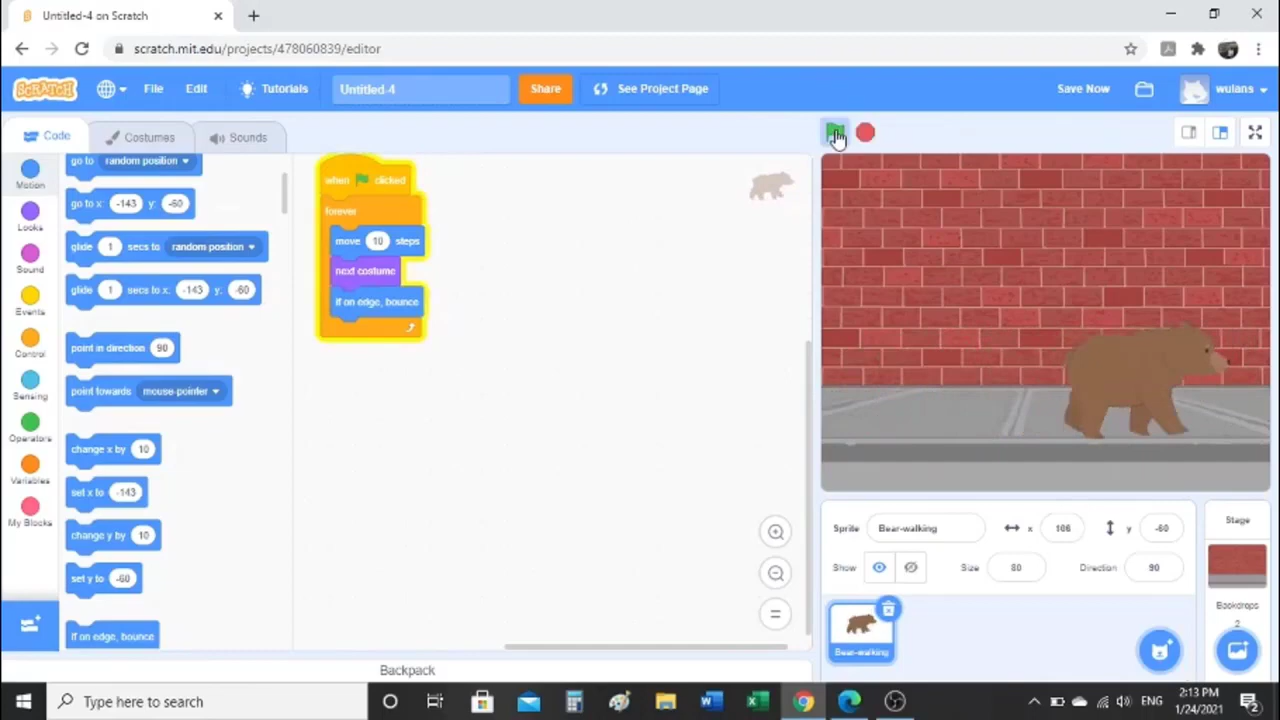 Untitled-4 on Scratch
scratch.mit.edu/projects/478060839/editor
SCRATCH
File
Edit
Tutorials
Untitled-4
Share
See Project Page
Save Now
wulans
Code
Costumes
Sounds
Motion
Looks
Sound
Events
Control
Sensing
Operators
Variables
My Blocks
go to random position
go to x: -143 y: -60
glide 1 secs to random position
glide 1 secs to x: -143 y: -60
point in direction 90
point towards mouse-pointer
change x by 10
set x to -143
change y by 10
set y to -60
if on edge, bounce
when clicked
forever
move 10 steps
next costume
if on edge, bounce
Sprite Bear-walking x 106 y -60
Show Size 80 Direction 90
Bear-walking
Stage
Backdrops
2
Backpack
Type here to search
ENG
2:13 PM
1/24/2021
2